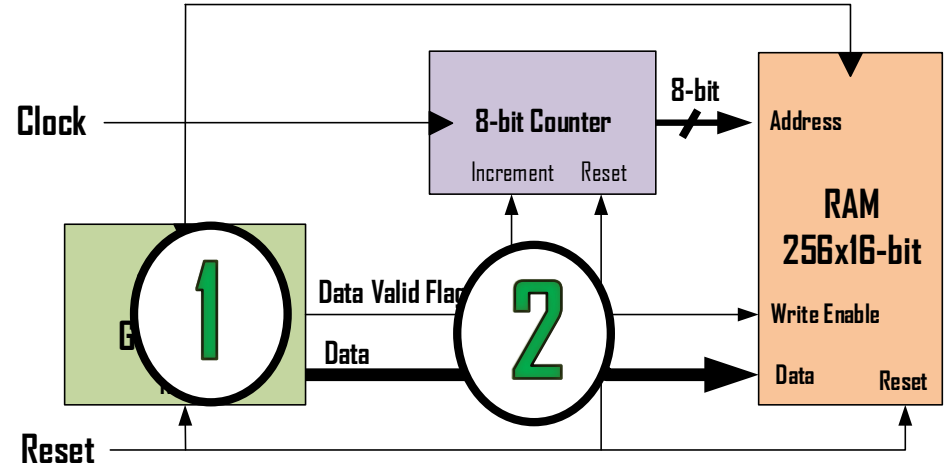 8-bit
Clock
8-bit Counter
Address
Increment
Reset
RAM
256x16-bit
1
2
Data Valid Flag
Write Enable
Data
Data
Reset
Reset